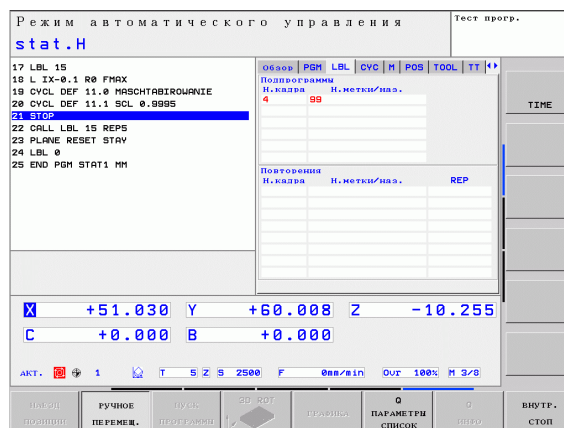 Режим автоматического управления
Тест прогр.
stat.H
17 LBL 15
18 L IX-0.1 R0 FMAX
19 CYCL DEF 11.0 MASCHTABIROWANIE
20 CYCL DEF 11.1 SCL 0.9995
21 STOP
22 CALL LBL 15 REP5
23 PLANE RESET STAY
24 LBL 0
25 END PGM STAT1 MM
Обзор PGM LBL CYC M POS TOOL TT
Подпрограммы
Н.кадра Н.метки/наз.
4 99
Повторения
Н.кадра Н.метки/наз. REP
TIME
X +51.030 Y +60.008 Z -10.255
C +0.000 B +0.000
АКТ. 1 T 5 Z S 2500 F 0mm/min Ovr 100% M 3/8
НАБОР ПОЗИЦИИ
РУЧНОЕ ПЕРЕМЕЩ.
ПУСК ПРОГРАММЫ
3D ROT
ГРАФИКА
Q ПАРАМЕТРЫ СПИСОК
Q ИНФО
ВНУТР. СТОП